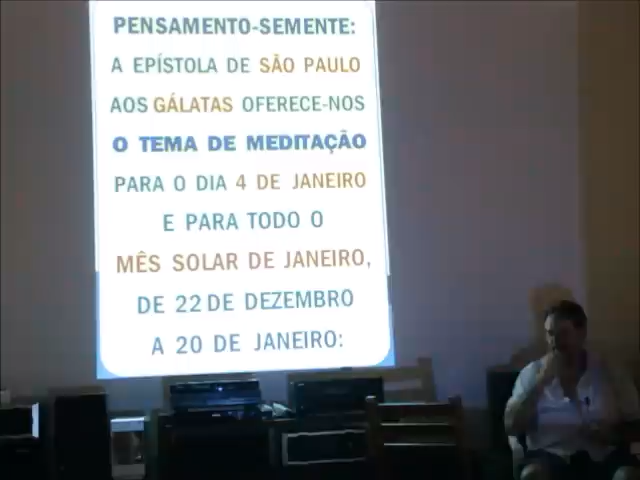 PENSAMENTO-SEMENTE:
A EPÍSTOLA DE SÃO PAULO
AOS GÁLATAS OFERECE-NOS
O TEMA DE MEDITAÇÃO
PARA O DIA 4 DE JANEIRO
E PARA TODO O
MÊS SOLAR DE JANEIRO,
DE 22 DE DEZEMBRO
A 20 DE JANEIRO: